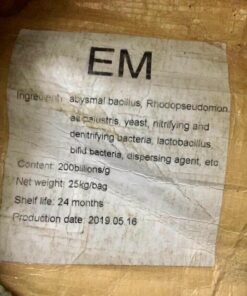 EM
Ingredient: abysmal bacillus, Rhodopseudomon
as palustris, yeast, nitrifying and
denitrifying bacteria, lactobacillus,
bifid bacteria, dispersing agent, etc
Content: 200billions/g
Net weight: 25kg/bag
Shelf life: 24 months
Production date: 2019.05.16